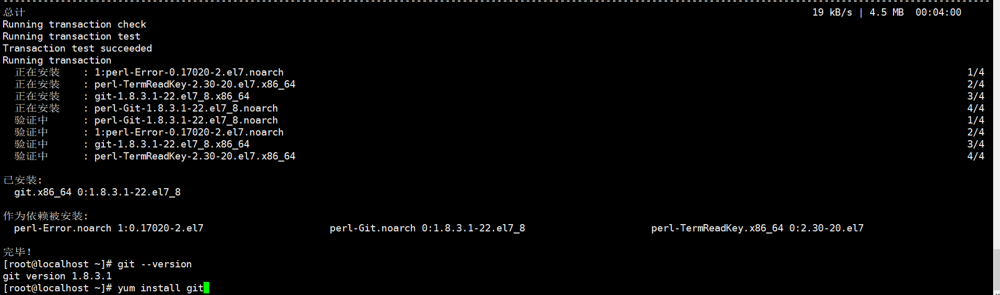 总计 19 kB/s | 4.5 MB 00:04:00
Running transaction check
Running transaction test
Transaction test succeeded
Running transaction
正在安装 : 1:perl-Error-0.17020-2.el7.noarch 1/4
正在安装 : perl-TermReadKey-2.30-20.el7.x86_64 2/4
正在安装 : git-1.8.3.1-22.el7_8.x86_64 3/4
正在安装 : perl-Git-1.8.3.1-22.el7_8.noarch 4/4
验证中 : perl-Git-1.8.3.1-22.el7_8.noarch 1/4
验证中 : 1:perl-Error-0.17020-2.el7.noarch 2/4
验证中 : git-1.8.3.1-22.el7_8.x86_64 3/4
验证中 : perl-TermReadKey-2.30-20.el7.x86_64 4/4
已安装:
git.x86_64 0:1.8.3.1-22.el7_8
作为依赖被安装:
perl-Error.noarch 1:0.17020-2.el7 perl-Git.noarch 0:1.8.3.1-22.el7_8 perl-TermReadKey.x86_64 0:2.30-20.el7
完毕！
[root@localhost ~]# git --version
git version 1.8.3.1
[root@localhost ~]# yum install git